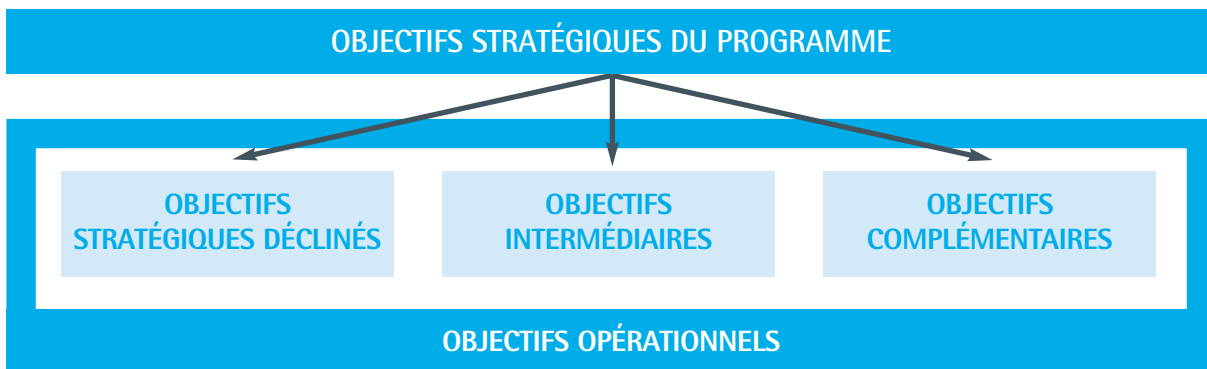 OBJECTIFS STRATÉGIQUES DU PROGRAMME
OBJECTIFS
STRATÉGIQUES DÉCLINÉS
OBJECTIFS
INTERMÉDIAIRES
OBJECTIFS
COMPLÉMENTAIRES
OBJECTIFS OPÉRATIONNELS